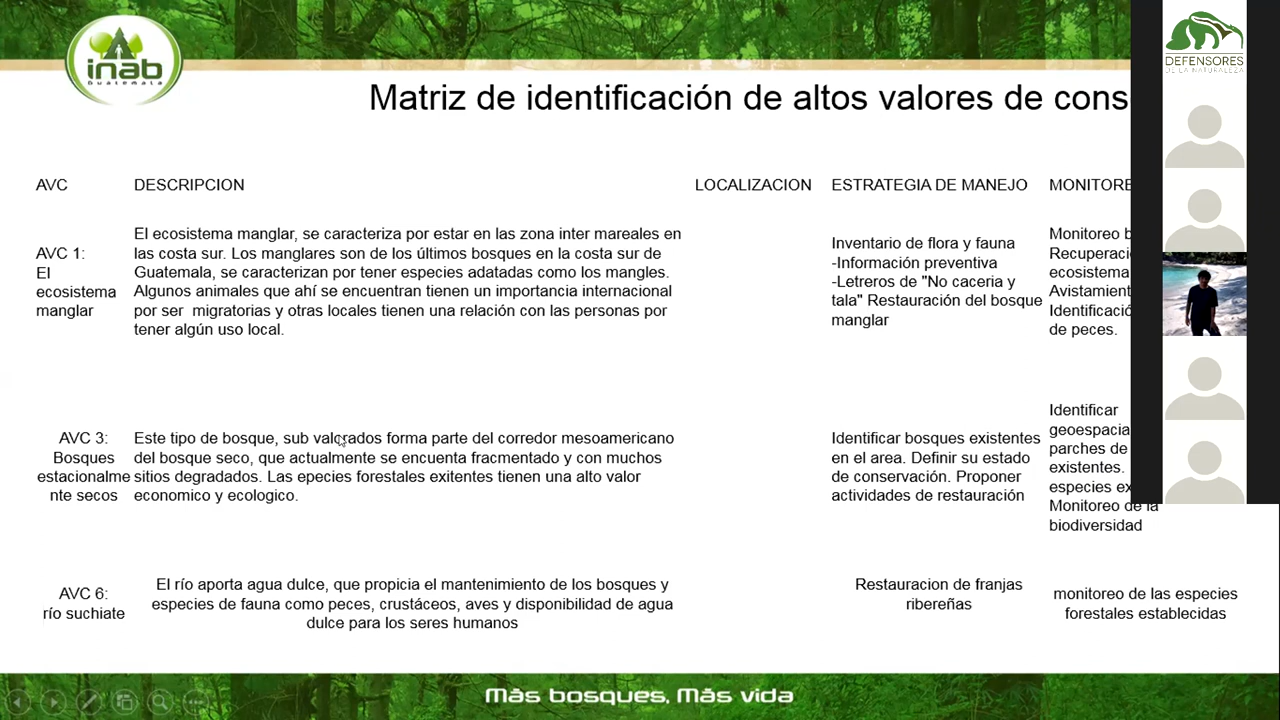 inab
Guatemala
DEFENSORES
DE LA NATURALEZA
Matriz de identificación de altos valores de cons
AVC DESCRIPCION LOCALIZACION ESTRATEGIA DE MANEJO MONITORE
AVC 1:
El
ecosistema
manglar
El ecosistema manglar, se caracteriza por estar en las zona inter mareales en
las costa sur. Los manglares son de los últimos bosques en la costa sur de
Guatemala, se caracterizan por tener especies adatadas como los mangles.
Algunos animales que ahí se encuentran tienen un importancia internacional
por ser migratorias y otras locales tienen una relación con las personas por
tener algún uso local.
Inventario de flora y fauna
-Información preventiva
-Letreros de "No caceria y
tala" Restauración del bosque
manglar
Monitoreo b
Recuperaci
ecosistema
Avistamient
Identificació
de peces.
AVC 3:
Bosques
estacionalme
nte secos
Este tipo de bosque, sub valorados forma parte del corredor mesoamericano
del bosque seco, que actualmente se encuenta fracmentado y con muchos
sitios degradados. Las epecies forestales exitentes tienen una alto valor
economico y ecologico.
Identificar bosques existentes
en el area. Definir su estado
de conservación. Proponer
actividades de restauración
Identificar
geoespacia
parches de
existentes.
especies ex
Monitoreo de la
biodiversidad
AVC 6:
río suchiate
El río aporta agua dulce, que propicia el mantenimiento de los bosques y
especies de fauna como peces, crustáceos, aves y disponibilidad de agua
dulce para los seres humanos
Restauracion de franjas
ribereñas
monitoreo de las especies
forestales establecidas
Más bosques, Más vida